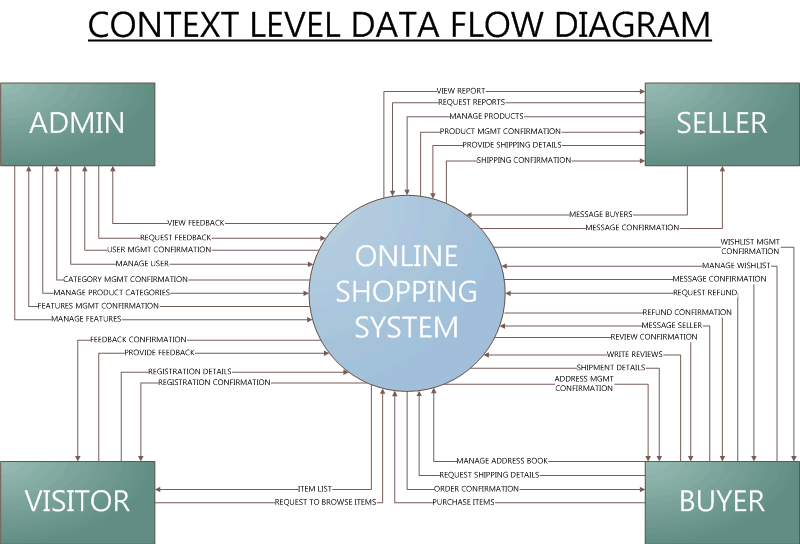 CONTEXT LEVEL DATA FLOW DIAGRAM
ADMIN
SELLER
VIEW REPORT
REQUEST REPORTS
MANAGE PRODUCTS
PRODUCT MGMT CONFIRMATION
PROVIDE SHIPPING DETAILS
SHIPPING CONFIRMATION
MESSAGE BUYERS
MESSAGE CONFIRMATION
VIEW FEEDBACK
REQUEST FEEDBACK
USER MGMT CONFIRMATION
MANAGE USER
CATEGORY MGMT CONFIRMATION
MANAGE PRODUCT CATEGORIES
FEATURES MGMT CONFIRMATION
MANAGE FEATURES
ONLINE
SHOPPING
SYSTEM
WISHLIST MGMT
CONFIRMATION
MANAGE WISHLIST
MESSAGE CONFIRMATION
REQUEST REFUND
REFUND CONFIRMATION
MESSAGE SELLER
REVIEW CONFIRMATION
WRITE REVIEWS
SHIPMENT DETAILS
ADDRESS MGMT
CONFIRMATION
FEEDBACK CONFIRMATION
PROVIDE FEEDBACK
REGISTRATION DETAILS
REGISTRATION CONFIRMATION
VISITOR
ITEM LIST
REQUEST TO BROWSE ITEMS
MANAGE ADDRESS BOOK
REQUEST SHIPPING DETAILS
ORDER CONFIRMATION
PURCHASE ITEMS
BUYER